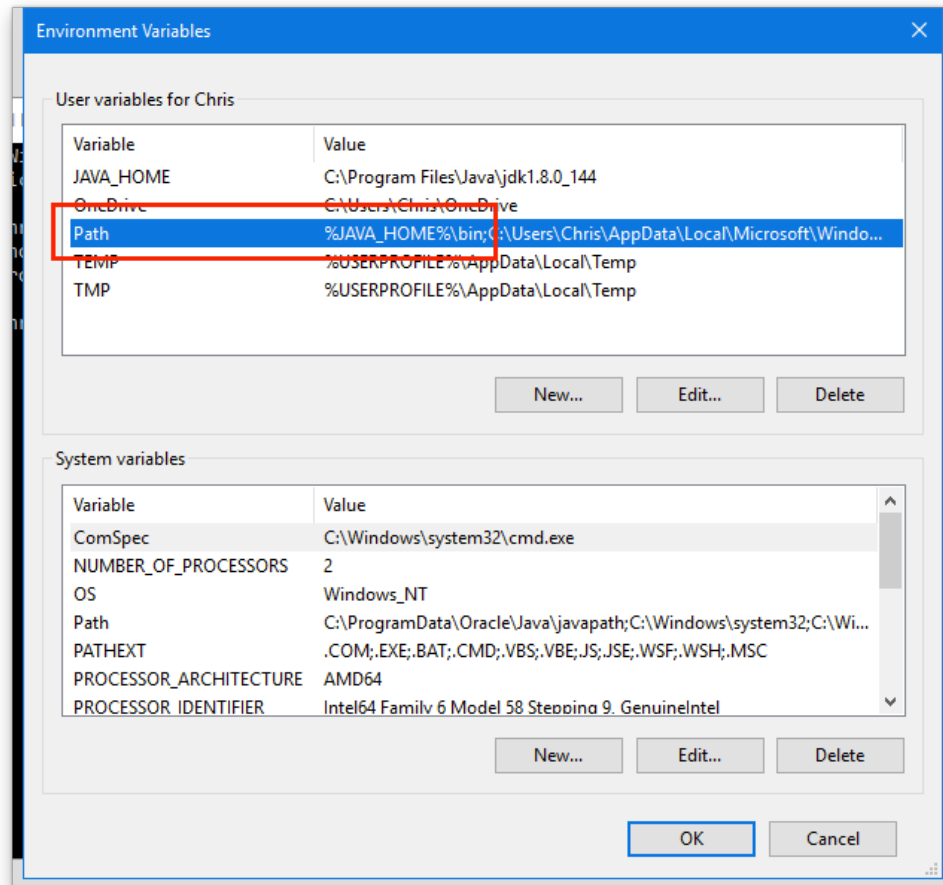 Environment Variables
User variables for Chris
Variable Value
JAVA_HOME C:\Program Files\Java\jdk1.8.0_144
OneDrive C:\Users\Chris\OneDrive
Path %JAVA_HOME%\bin;C:\Users\Chris\AppData\Local\Microsoft\Windo...
TEMP %USERPROFILE%\AppData\Local\Temp
TMP %USERPROFILE%\AppData\Local\Temp
New... Edit... Delete
System variables
Variable Value
ComSpec C:\Windows\system32\cmd.exe
NUMBER_OF_PROCESSORS 2
OS Windows_NT
Path C:\ProgramData\Oracle\Java\javapath;C:\Windows\system32;C:\Wi...
PATHEXT .COM;.EXE;.BAT;.CMD;.VBS;.VBE;.JS;.JSE;.WSF;.WSH;.MSC
PROCESSOR_ARCHITECTURE AMD64
PROCESSOR_IDENTIFIER Intel64 Family 6 Model 58 Stepping 9, GenuineIntel
New... Edit... Delete
OK Cancel